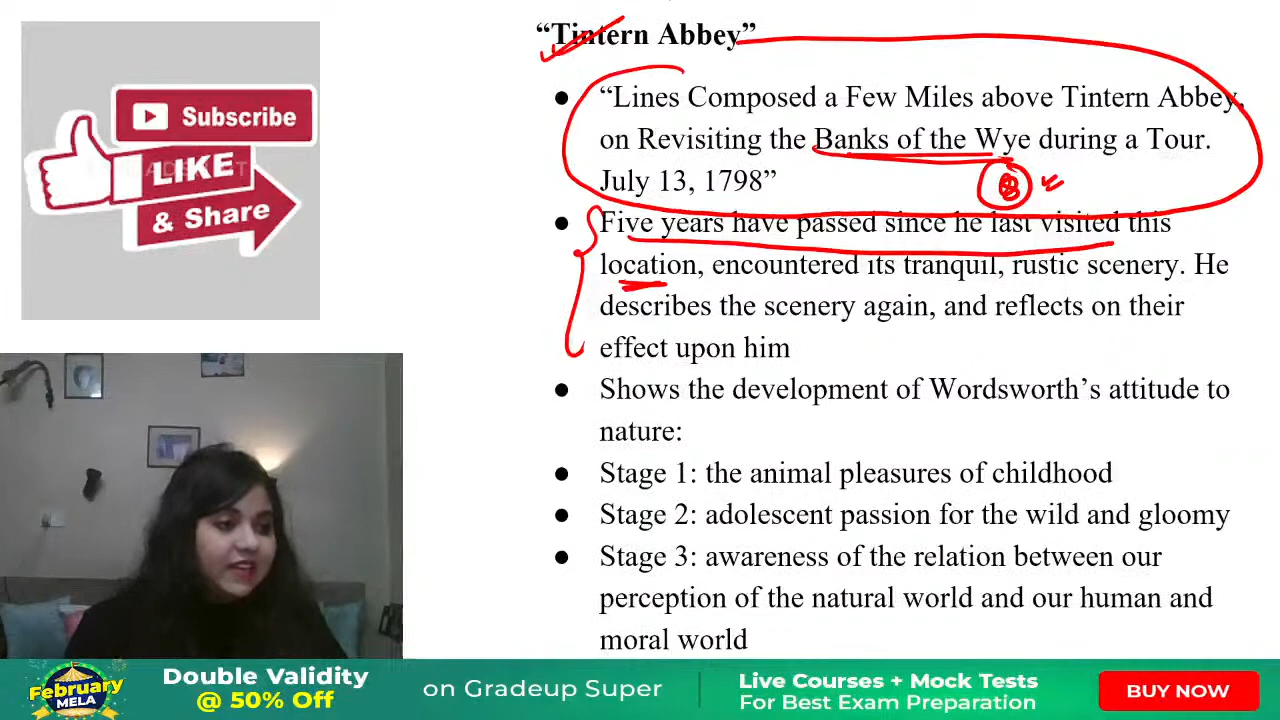 “Tintern Abbey”
● “Lines Composed a Few Miles above Tintern Abbey,
on Revisiting the Banks of the Wye during a Tour.
July 13, 1798”
● Five years have passed since he last visited this
location, encountered its tranquil, rustic scenery. He
describes the scenery again, and reflects on their
effect upon him
● Shows the development of Wordsworth’s attitude to
nature:
● Stage 1: the animal pleasures of childhood
● Stage 2: adolescent passion for the wild and gloomy
● Stage 3: awareness of the relation between our
perception of the natural world and our human and
moral world
Subscribe
LIKE
& Share
February
MELA
Double Validity
@ 50% Off
on Gradeup Super
Live Courses + Mock Tests
For Best Exam Preparation
BUY NOW